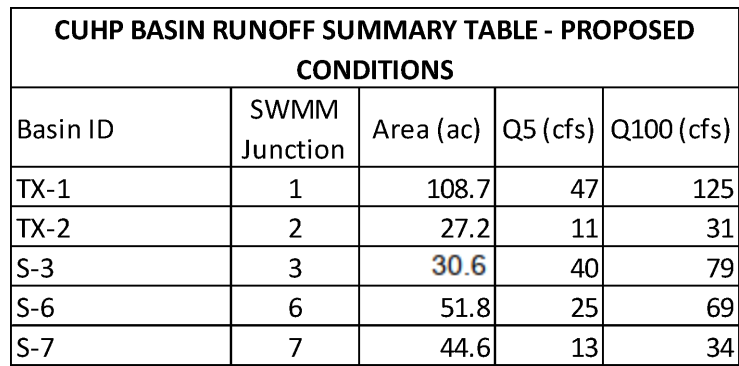 CUHP BASIN RUNOFF SUMMARY TABLE - PROPOSED
CONDITIONS
Basin ID SWMM Junction Area (ac) Q5 (cfs) Q100 (cfs)
TX-1 1 108.7 47 125
TX-2 2 27.2 11 31
S-3 3 30.6 40 79
S-6 6 51.8 25 69
S-7 7 44.6 13 34